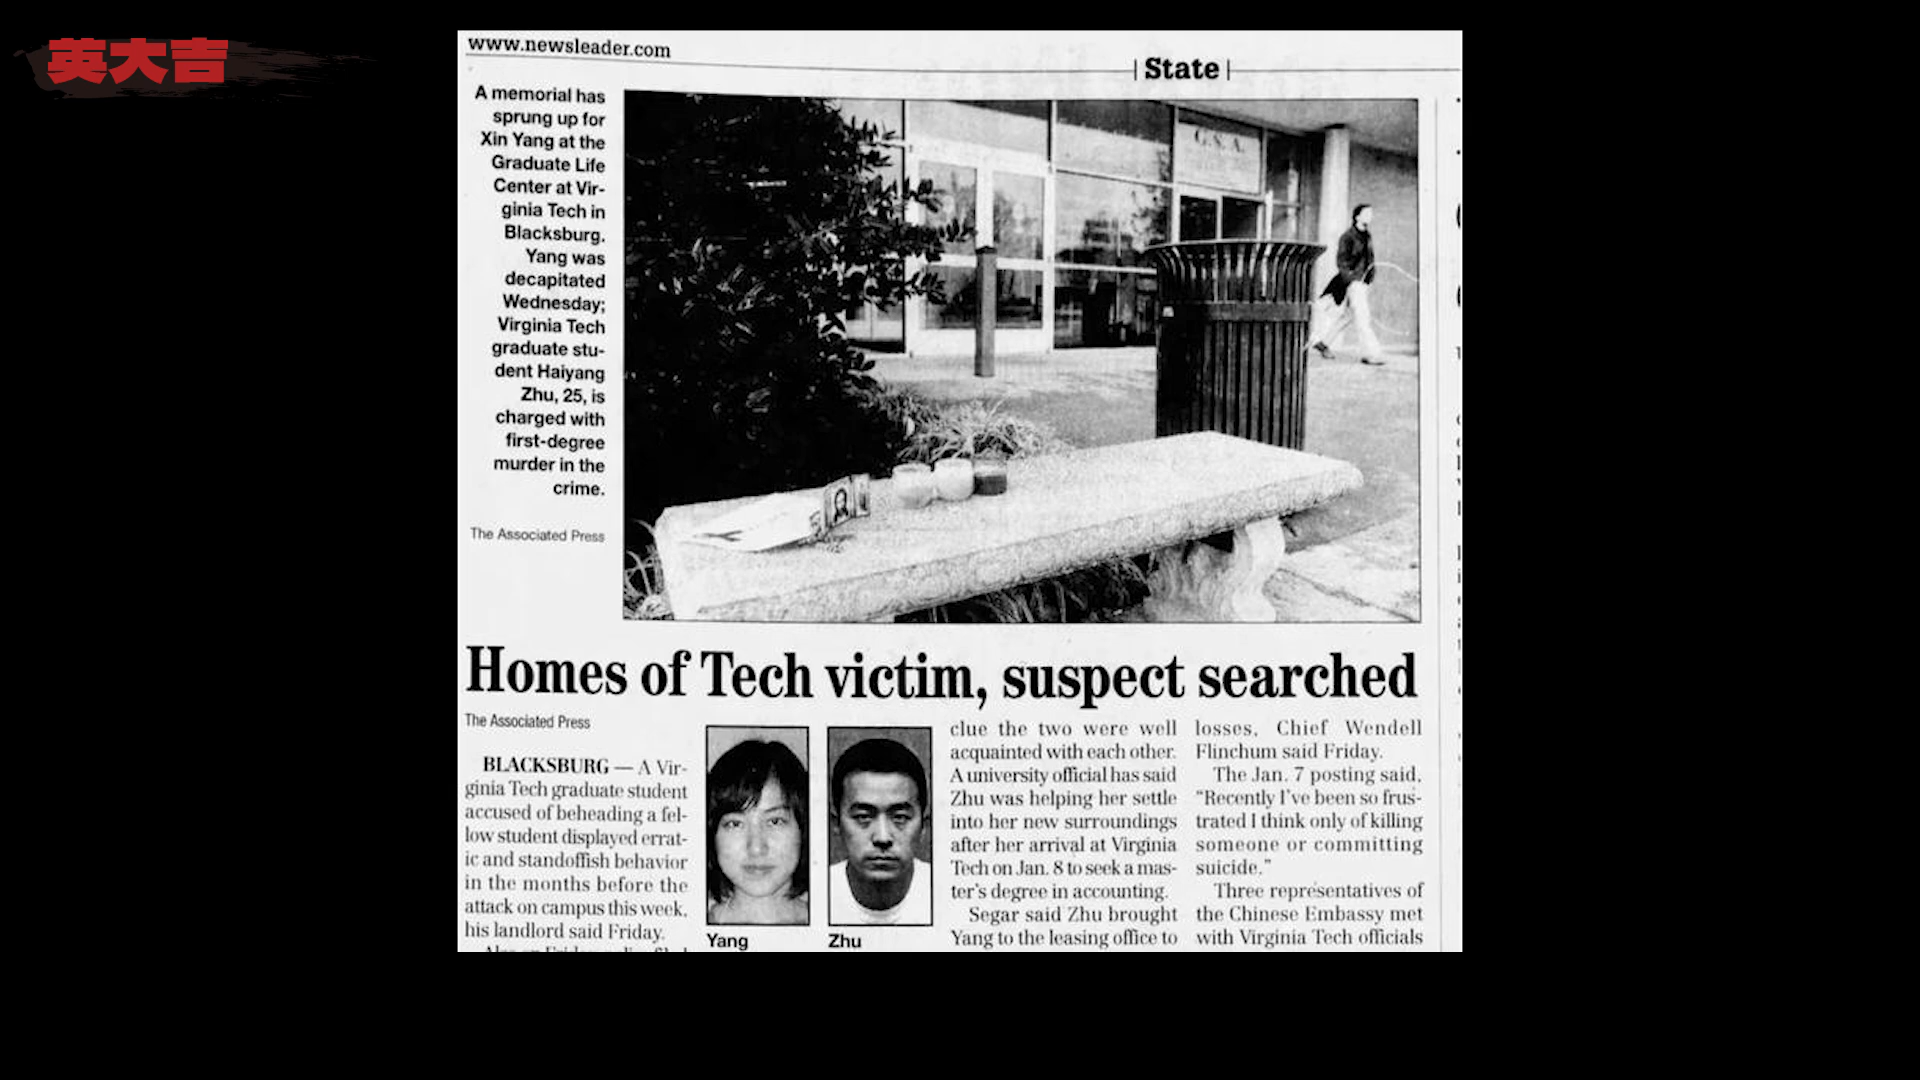 英大吉
www.newsleader.com
| State |
A memorial has
sprung up for
Xin Yang at the
Graduate Life
Center at Vir-
ginia Tech in
Blacksburg.
Yang was
decapitated
Wednesday;
Virginia Tech
graduate stu-
dent Haiyang
Zhu, 25, is
charged with
first-degree
murder in the
crime.
The Associated Press
G.S.A.
Homes of Tech victim, suspect searched
The Associated Press
BLACKSBURG — A Vir-
ginia Tech graduate student
accused of beheading a fel-
low student displayed errat-
ic and standoffish behavior
in the months before the
attack on campus this week,
his landlord said Friday.
Yang
Zhu
clue the two were well
acquainted with each other.
A university official has said
Zhu was helping her settle
into her new surroundings
after her arrival at Virginia
Tech on Jan. 8 to seek a mas-
ter's degree in accounting.
Segar said Zhu brought
Yang to the leasing office to
losses, Chief Wendell
Flinchum said Friday.
The Jan. 7 posting said,
“Recently I've been so frus-
trated I think only of killing
someone or committing
suicide.”
Three representatives of
the Chinese Embassy met
with Virginia Tech officials